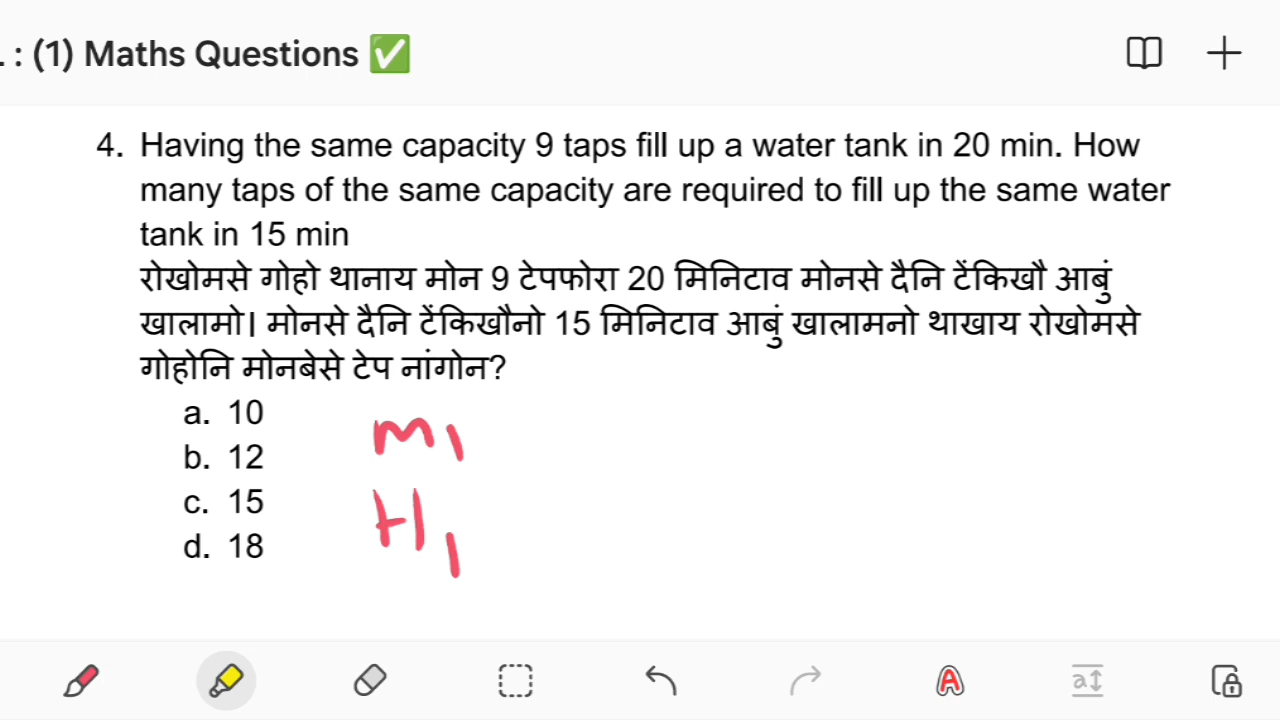 . : (1) Maths Questions ✅
4. Having the same capacity 9 taps fill up a water tank in 20 min. How
many taps of the same capacity are required to fill up the same water
tank in 15 min
रोखोमसे गोहो थानाय मोन 9 टेपफोरा 20 मिनिटाव मोनसे दैनि टेंकिखौ आबुं
खालामो। मोनसे दैनि टेंकिखौनो 15 मिनिटाव आबुं खालामनो थाखाय रोखोमसे
गोहोनि मोनबेसे टेप नांगोन?
a. 10
b. 12
c. 15
d. 18
M1
H1
A
a